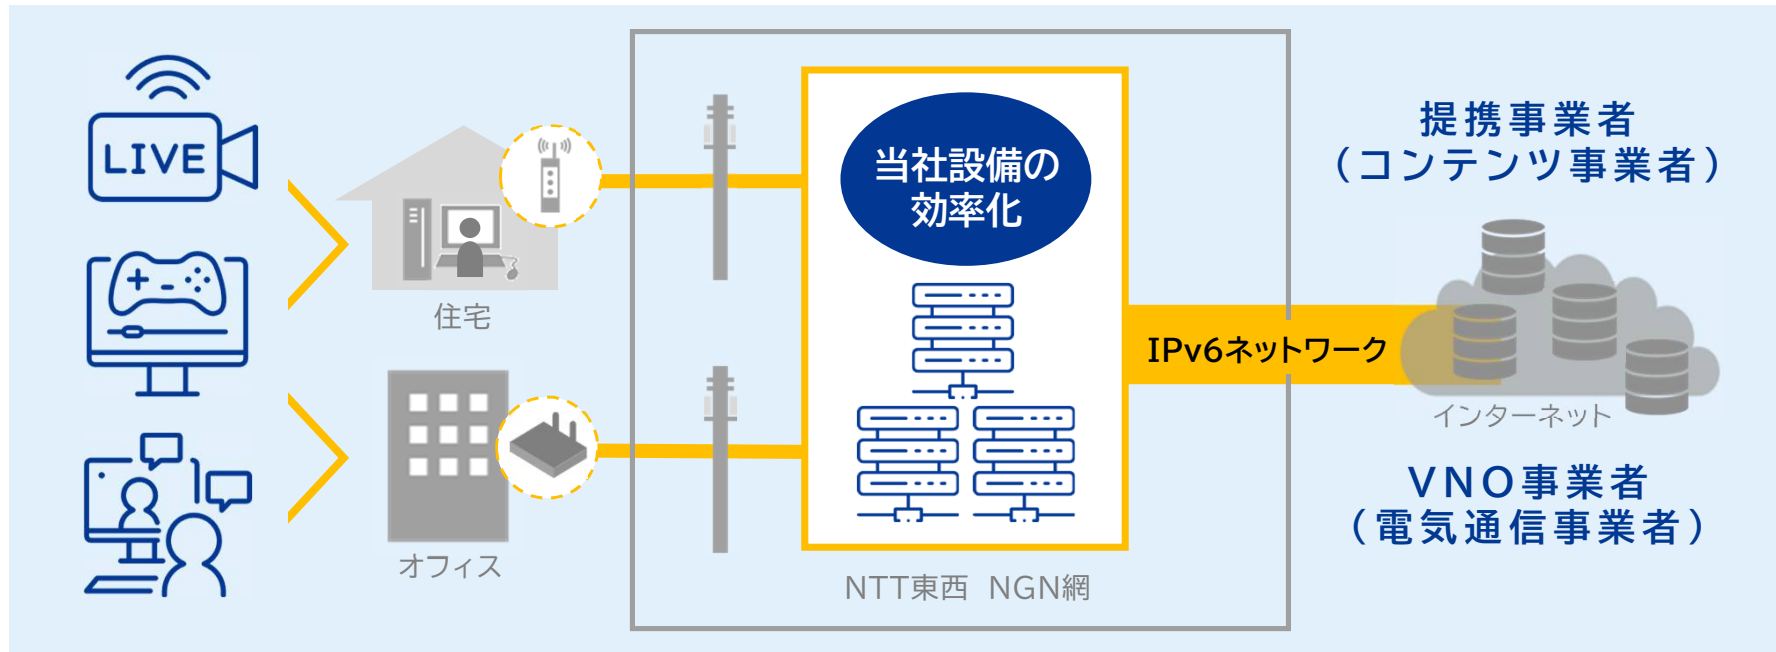 LIVE
住宅
オフィス
当社設備の
効率化
NTT東西 NGN網
IPv6ネットワーク
提携事業者
（コンテンツ事業者）
インターネット
VNO事業者
（電気通信事業者）